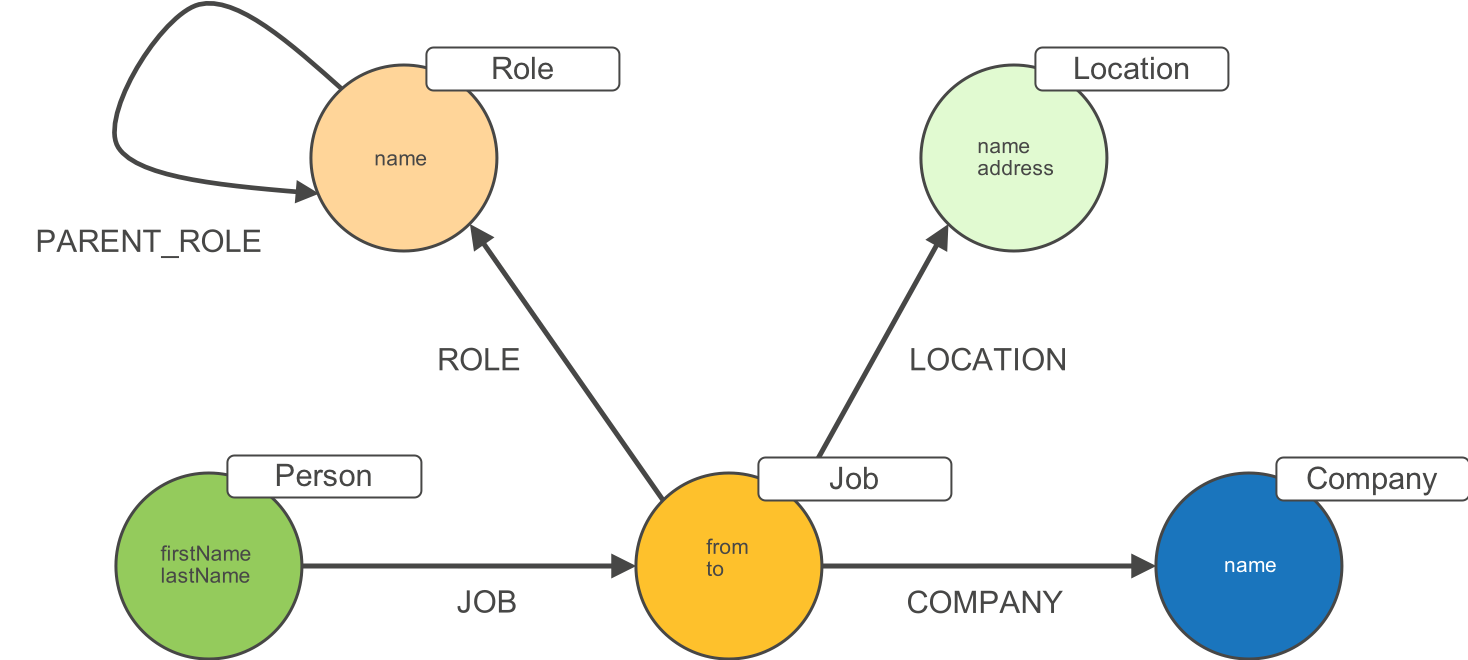 Role
Location
name
name
address
PARENT_ROLE
ROLE
LOCATION
Person
Job
Company
firstName
lastName
from
to
name
JOB
COMPANY